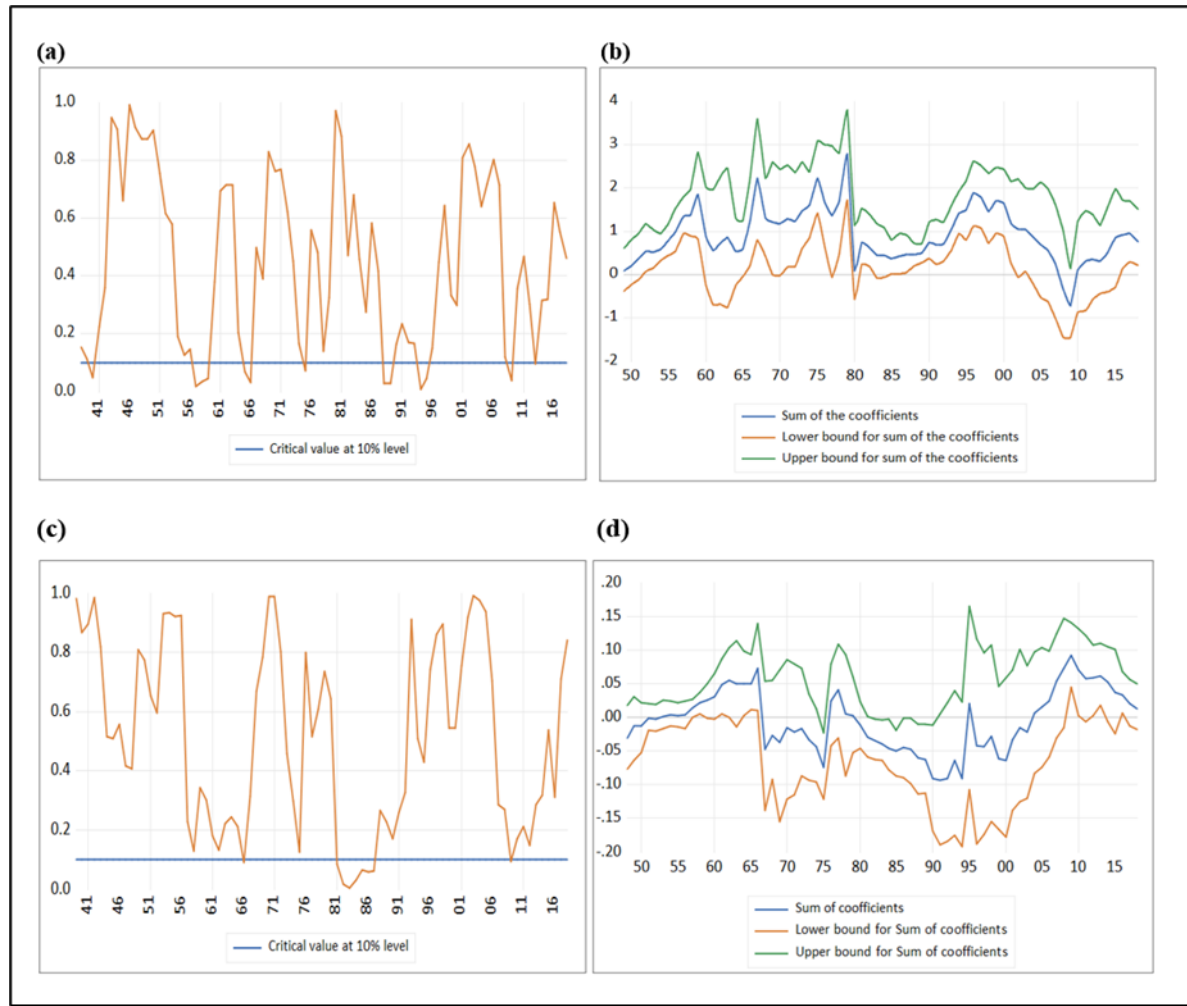 (a)
1.0
0.8
0.6
0.4
0.2
0.0
41 46 51 56 61 66 71 76 81 86 91 96 01 06 11 16
Critical value at 10% level
(b)
4
3
2
1
0
-1
-2
50 55 60 65 70 75 80 85 90 95 00 05 10 15
Sum of the coofficients
Lower bound for sum of the coofficients
Upper bound for sum of the coofficients
(c)
1.0
0.8
0.6
0.4
0.2
0.0
41 46 51 56 61 66 71 76 81 86 91 96 01 06 11 16
Critical value at 10% level
(d)
.20
.15
.10
.05
.00
-.05
-.10
-.15
-.20
50 55 60 65 70 75 80 85 90 95 00 05 10 15
Sum of coofficients
Lower bound for Sum of coofficients
Upper bound for Sum of coofficients